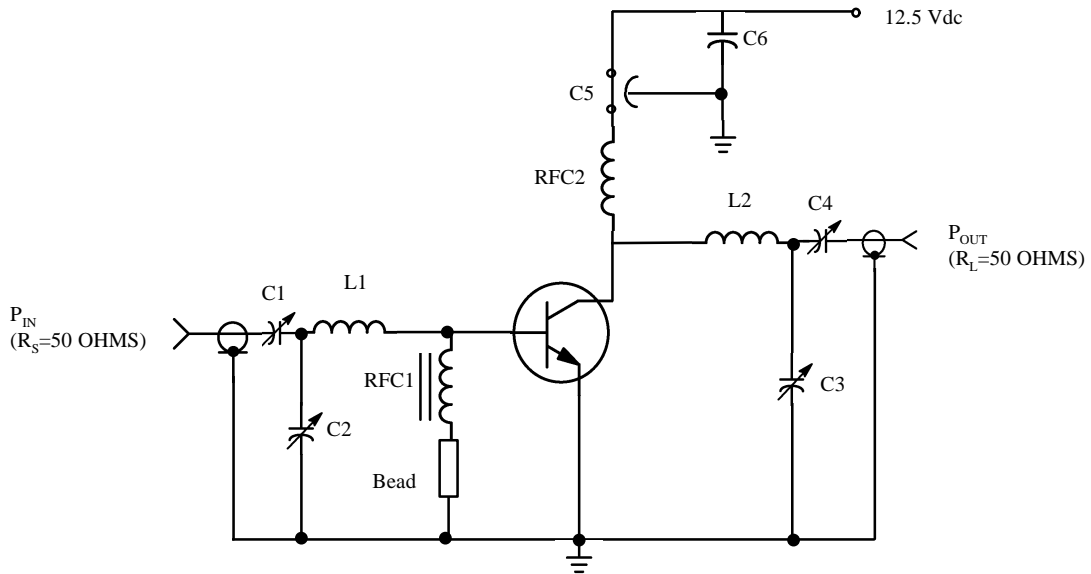 12.5 Vdc
C6
C5
RFC2
L2
C4
P_OUT
(R_L=50 OHMS)
L1
C1
P_IN
(R_S=50 OHMS)
RFC1
C3
C2
Bead